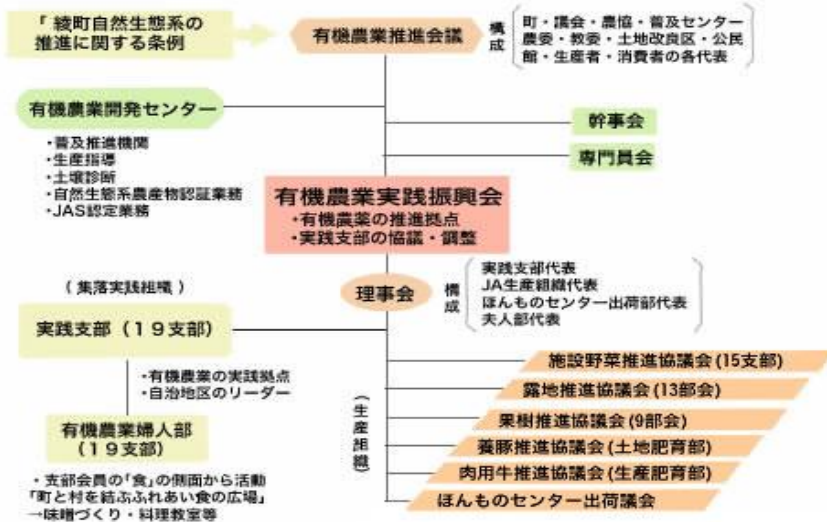 「綾町自然生態系の
推進に関する条例
有機農業推進会議
構成
町・議会・農協・普及センター
農委・教委・土地改良区・公民
館・生産者・消費者の各代表
有機農業開発センター
・普及推進機関
・生産指導
・土壌診断
・自然生態系農産物認証業務
・JAS認定業務
幹事会
専門員会
有機農業実践振興会
・有機農薬の推進拠点
・実践支部の協議・調整
理事会
構成
実践支部代表
JA生産組織代表
ほんものセンター出荷部代表
夫人部代表
(集落実践組織)
実践支部(19支部)
・有機農業の実践拠点
・自治地区のリーダー
有機農業婦人部
(19支部)
・支部会員の「食」の側面から活動
「町と村を結ぶふれあい食の広場」
→味噌づくり・料理教室等
(生産組織)
施設野菜推進協議会(15支部)
露地推進協議会(13部会)
果樹推進協議会(9部会)
養豚推進協議会(土地肥育部)
肉用牛推進協議会(生産肥育部)
ほんものセンター出荷議会